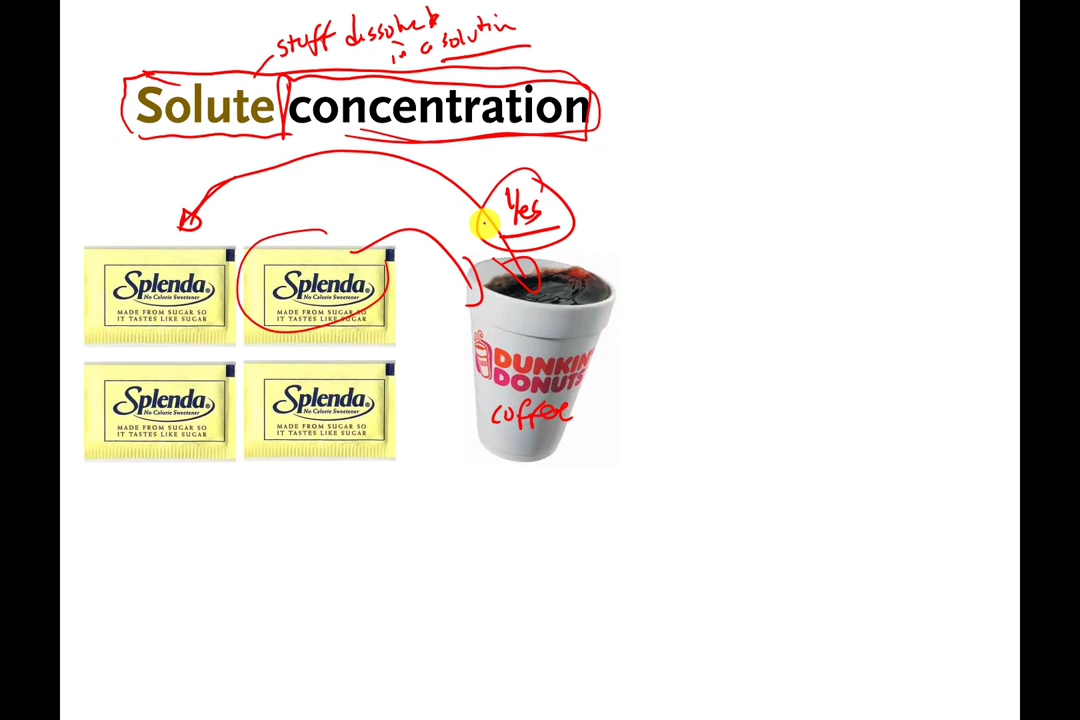 stuff dissolved
in a solution
Solute concentration
Yes
Splenda®
No Calorie Sweetener
MADE FROM SUGAR SO
IT TASTES LIKE SUGAR
Splenda®
No Calorie Sweetener
MADE FROM SUGAR SO
IT TASTES LIKE SUGAR
DUNKIN'
DONUTS
coffee
Splenda®
No Calorie Sweetener
MADE FROM SUGAR SO
IT TASTES LIKE SUGAR
Splenda®
No Calorie Sweetener
MADE FROM SUGAR SO
IT TASTES LIKE SUGAR